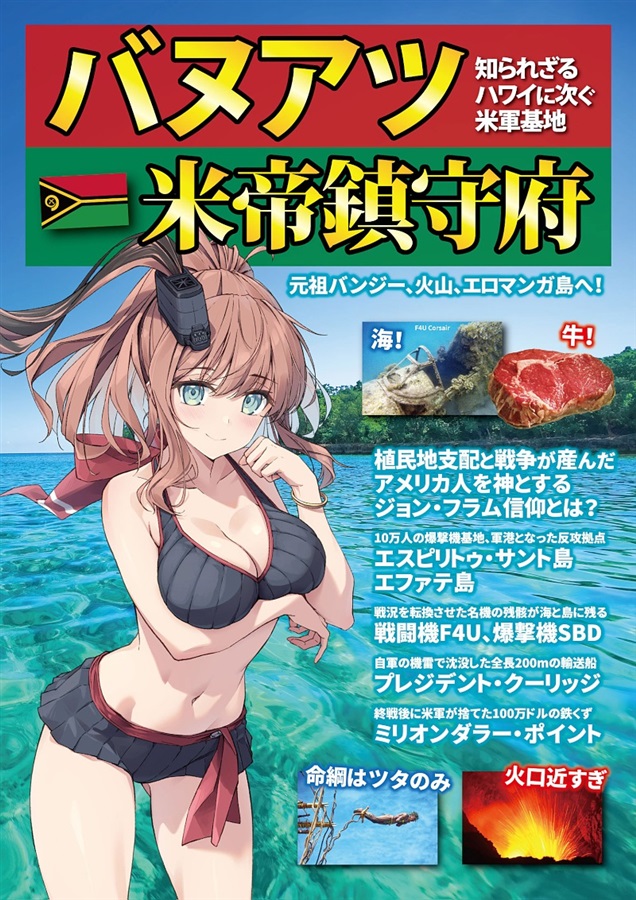 バヌアツ
知られざる
ハワイに次ぐ
米軍基地
米帝鎮守府
元祖バンジー、火山、エロマンガ島へ!
海!
F4U Corsair
牛!
植民地支配と戦争が産んだ
アメリカ人を神とする
ジョン・フラム信仰とは?
10万人の爆撃機基地、軍港となった反攻拠点
エスピリトゥ・サント島
エファテ島
戦況を転換させた名機の残骸が海と島に残る
戦闘機F4U、爆撃機SBD
自軍の機雷で沈没した全長200mの輸送船
プレジデント・クーリッジ
終戦後に米軍が捨てた100万ドルの鉄くず
ミリオンダラー・ポイント
命綱はツタのみ
火口近すぎ